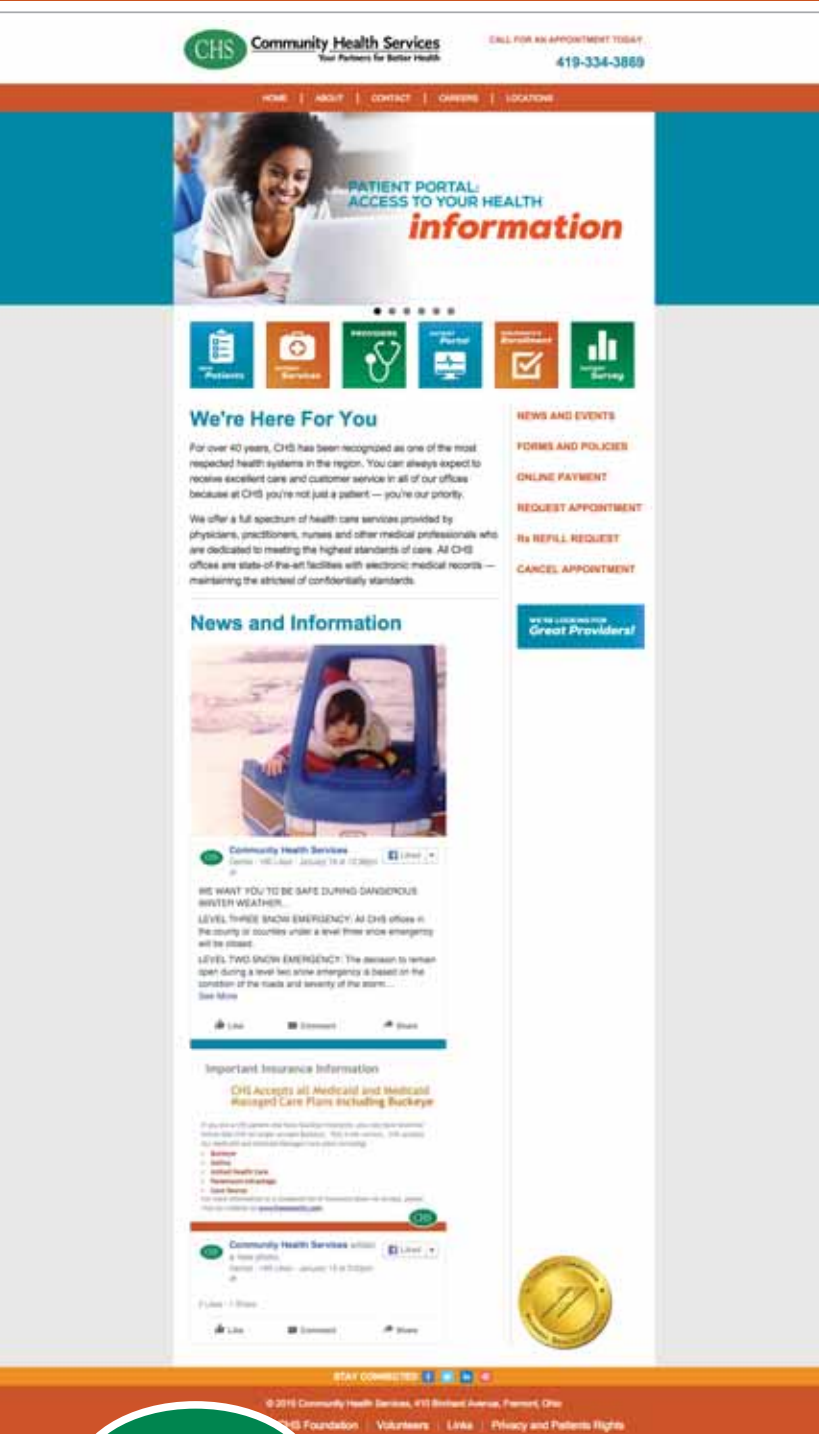 CHS Community Health Services
Your Partners for Better Health
CALL FOR AN APPOINTMENT TODAY
419-334-3869
HOME | ABOUT | CONTACT | CAREERS | LOCATIONS
PATIENT PORTAL:
ACCESS TO YOUR HEALTH
information
Patients
Services
PROVIDERS
Portal
Enrollment
Survey
We're Here For You
For over 40 years, CHS has been recognized as one of the most
respected health systems in the region. You can always expect to
receive excellent care and customer service in all of our offices
because at CHS you're not just a patient — you're our priority.
We offer a full spectrum of health care services provided by
physicians, practitioners, nurses and other medical professionals who
are dedicated to meeting the highest standards of care. All CHS
offices are state-of-the-art facilities with electronic medical records —
maintaining the strictest of confidentially standards.
NEWS AND EVENTS
FORMS AND POLICIES
ONLINE PAYMENT
REQUEST APPOINTMENT
Rx REFILL REQUEST
CANCEL APPOINTMENT
WE'RE LOOKING FOR
Great Providers!
News and Information
Community Health Services
Liked
WE WANT YOU TO BE SAFE DURING DANGEROUS
WINTER WEATHER...
LEVEL THREE SNOW EMERGENCY: All CHS offices in
the county or counties under a level three snow emergency
will be closed.
LEVEL TWO SNOW EMERGENCY: The decision to remain
open during a level two snow emergency is based on the
condition of the roads and severity of the storm....
See More
Like Comment Share
Important Insurance Information
CHS Accepts all Medicaid and Medicaid
Managed Care Plans including Buckeye
Buckeye
United Health Care
Paramount Advantage
CHS
Community Health Services
a new photo.
Liked
Like Comment Share
STAY CONNECTED
© 2015 Community Health Services, 410 Birchard Avenue, Fremont, Ohio
CHS Foundation | Volunteers | Links | Privacy and Patients Rights